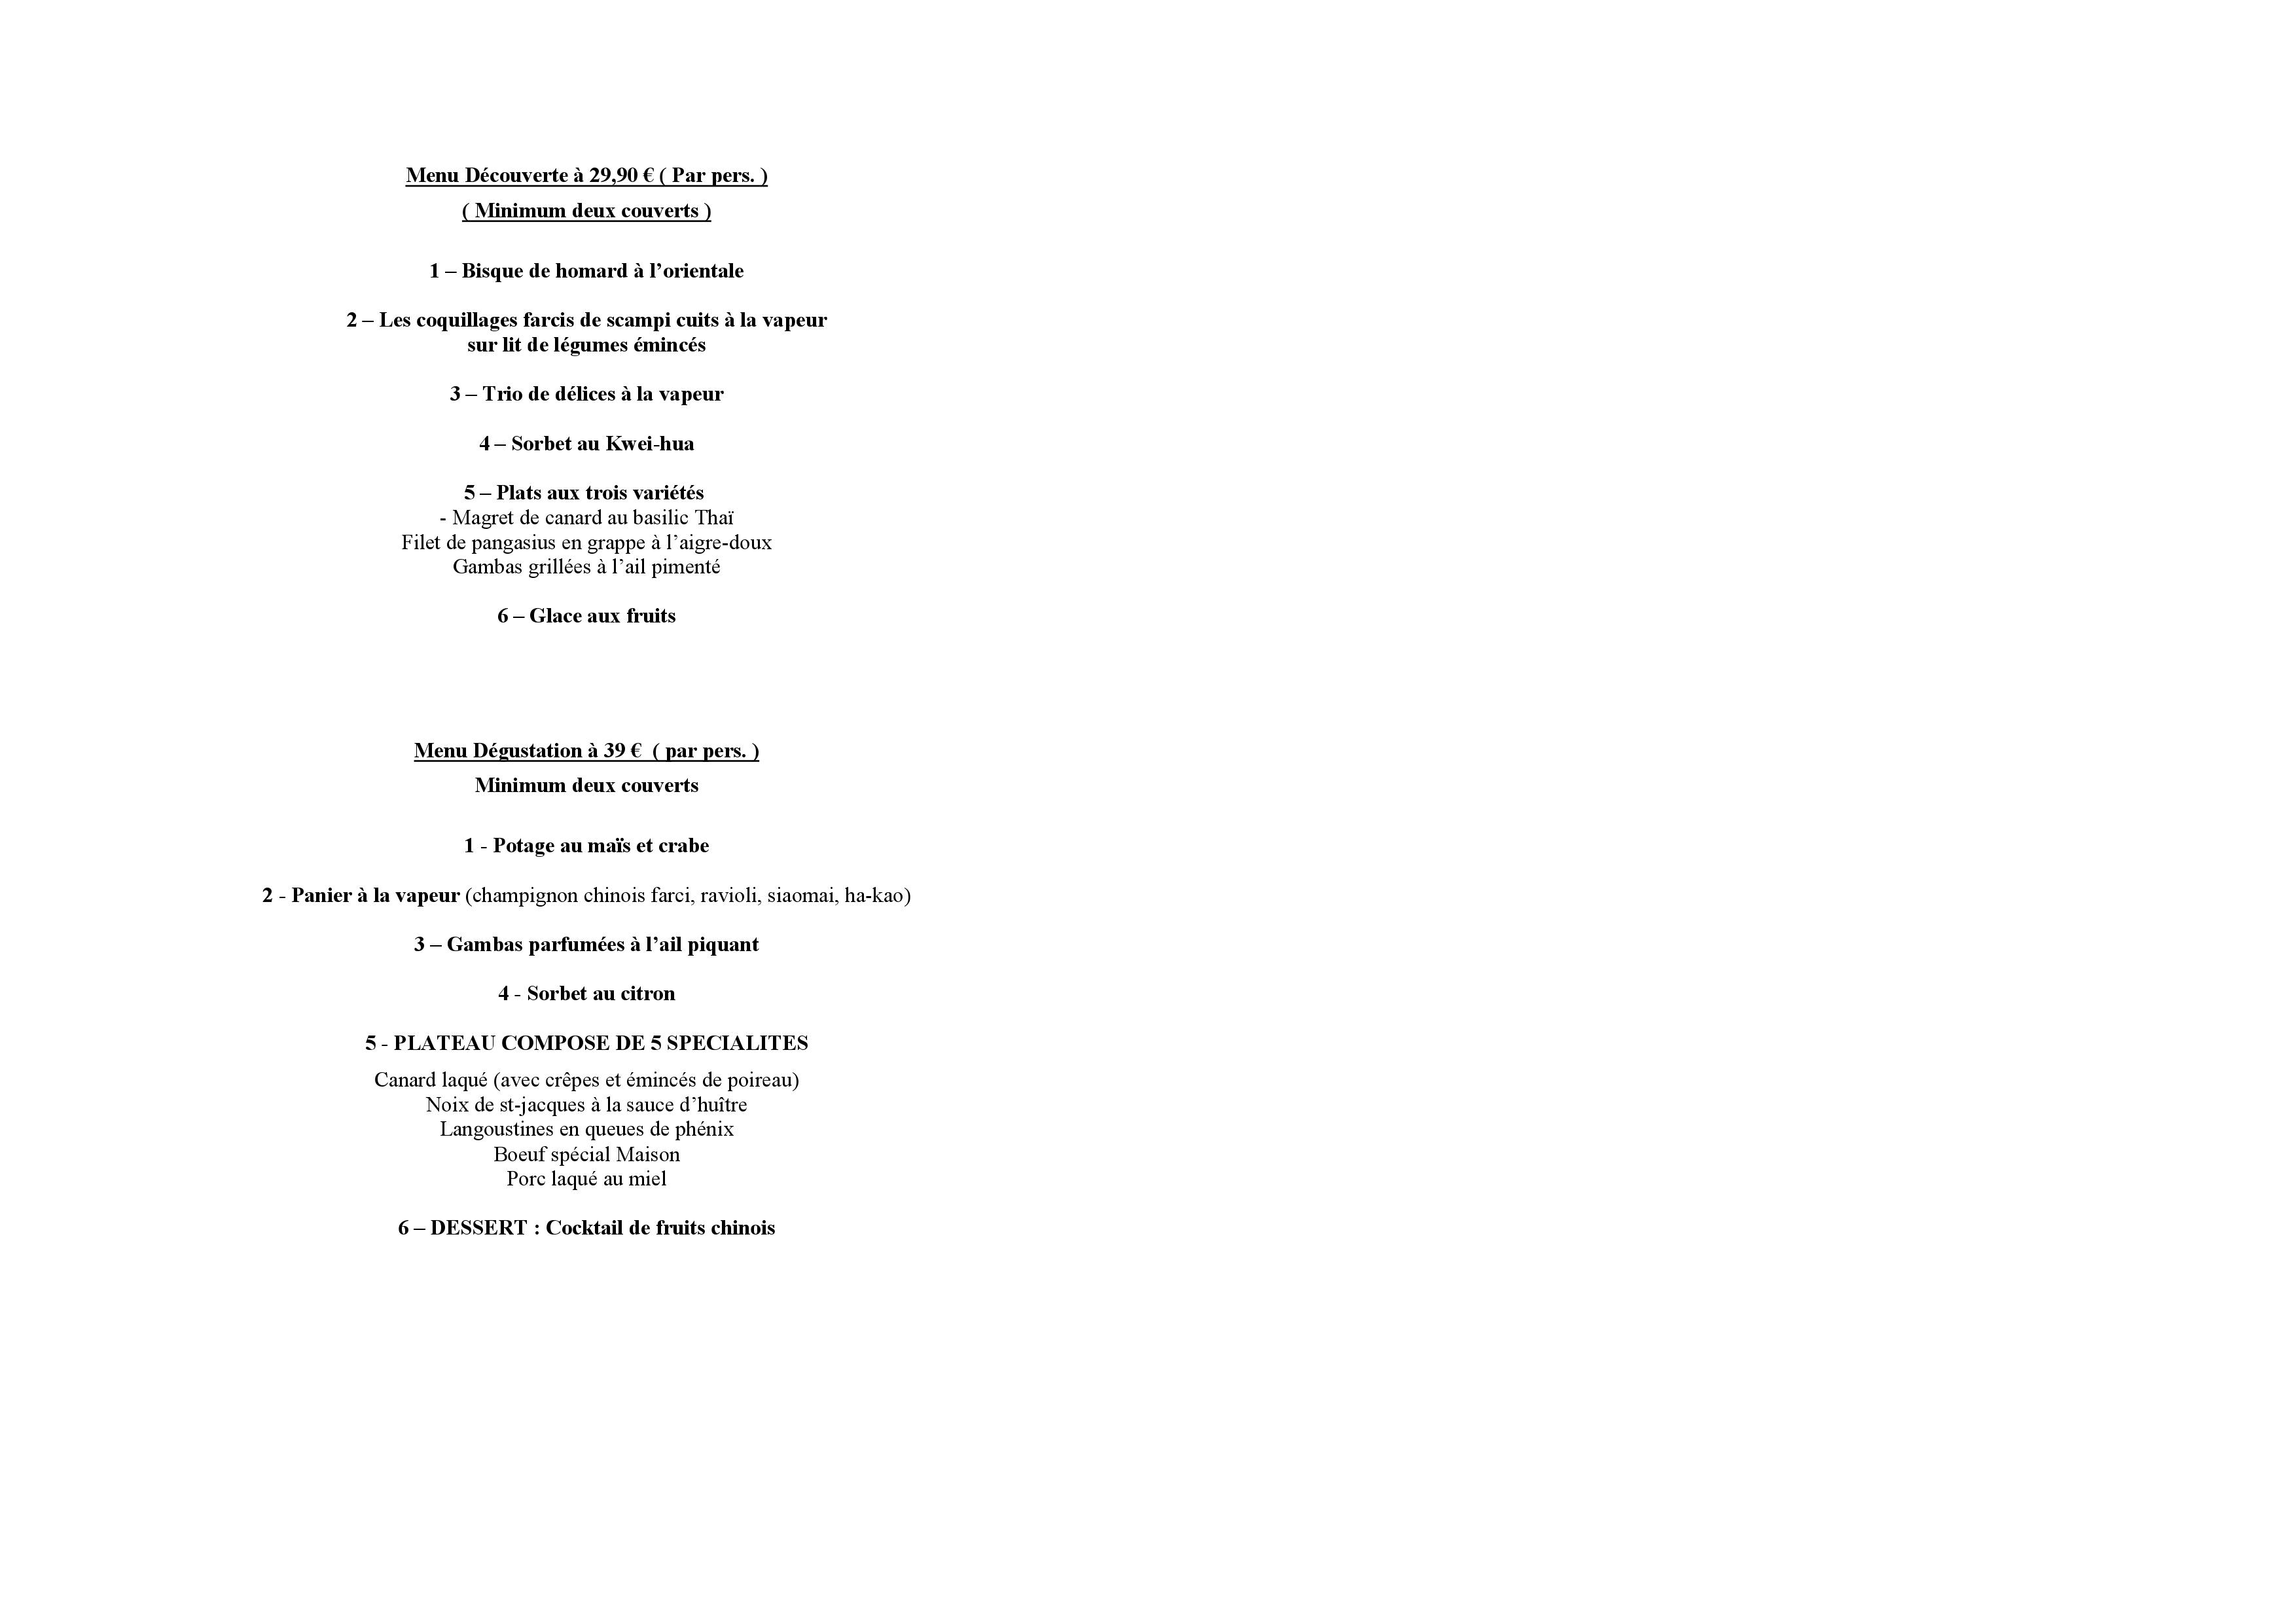 Menu Découverte à 29,90 € ( Par pers. )
( Minimum deux couverts )
1 – Bisque de homard à l’orientale
2 – Les coquillages farcis de scampi cuits à la vapeur
sur lit de légumes émincés
3 – Trio de délices à la vapeur
4 – Sorbet au Kwei-hua
5 – Plats aux trois variétés
- Magret de canard au basilic Thaï
Filet de pangasius en grappe à l’aigre-doux
Gambas grillées à l’ail pimenté
6 – Glace aux fruits
Menu Dégustation à 39 € ( par pers. )
Minimum deux couverts
1 - Potage au maïs et crabe
2 - Panier à la vapeur (champignon chinois farci, ravioli, siaomai, ha-kao)
3 – Gambas parfumées à l’ail piquant
4 - Sorbet au citron
5 - PLATEAU COMPOSE DE 5 SPECIALITES
Canard laqué (avec crêpes et émincés de poireau)
Noix de st-jacques à la sauce d’huître
Langoustines en queues de phénix
Boeuf spécial Maison
Porc laqué au miel
6 – DESSERT : Cocktail de fruits chinois